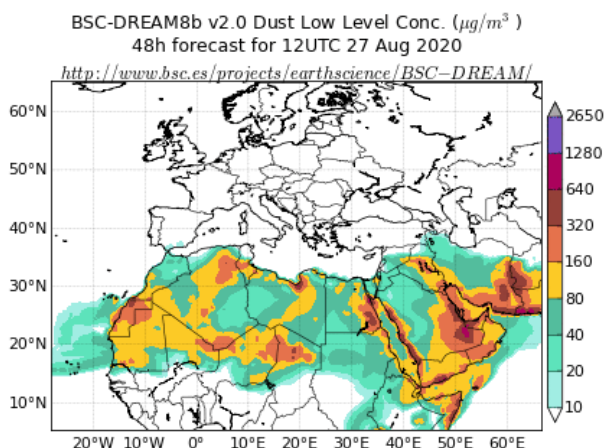 BSC-DREAM8b v2.0 Dust Low Level Conc. (μg/m³ )
48h forecast for 12UTC 27 Aug 2020
http://www.bsc.es/projects/earthscience/BSC−DREAM/
60°N
50°N
40°N
30°N
20°N
10°N
20°W 10°W 0° 10°E 20°E 30°E 40°E 50°E 60°E
2650
1280
640
320
160
80
40
20
10